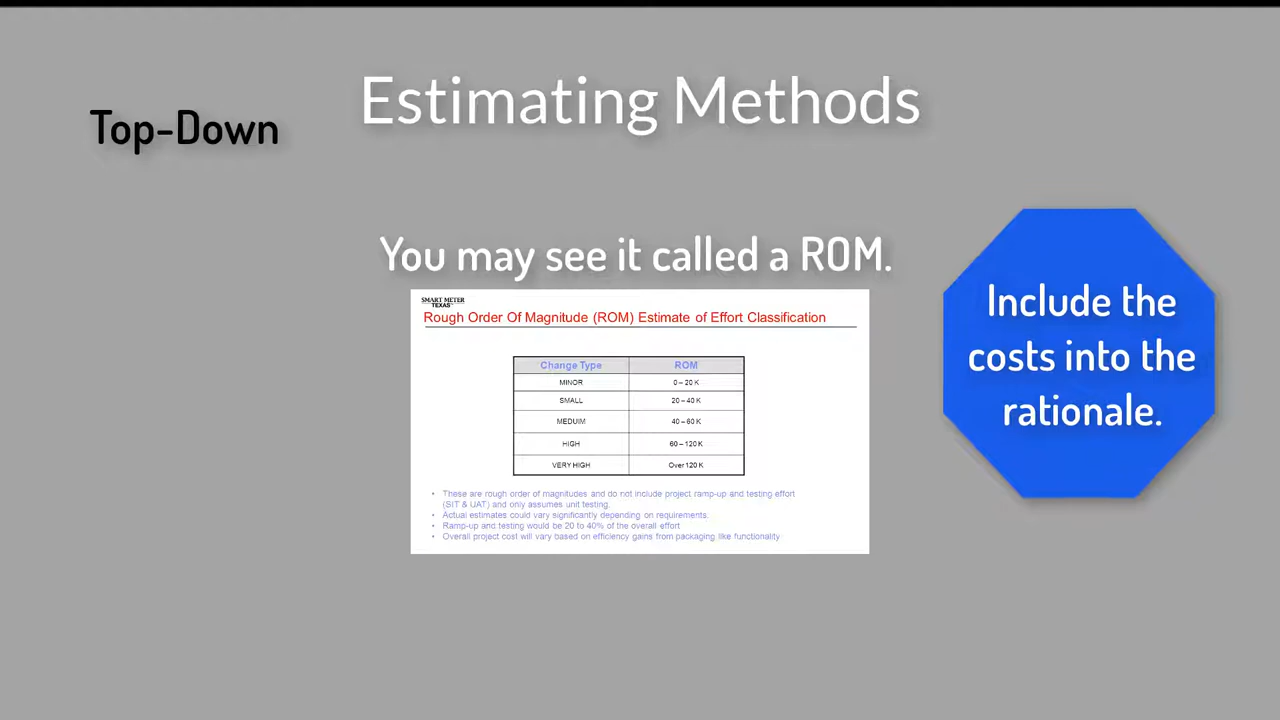 Estimating Methods
Top-Down
You may see it called a ROM.
SMART METER
TEXAS
Rough Order Of Magnitude (ROM) Estimate of Effort Classification
Change Type ROM
MINOR 0 – 20 K
SMALL 20 – 40 K
MEDUIM 40 – 60 K
HIGH 60 – 120 K
VERY HIGH Over 120 K
• These are rough order of magnitudes and do not include project ramp-up and testing effort
(SIT & UAT) and only assumes unit testing.
• Actual estimates could vary significantly depending on requirements.
• Ramp-up and testing would be 20 to 40% of the overall effort
• Overall project cost will vary based on efficiency gains from packaging like functionality
Include the
costs into the
rationale.